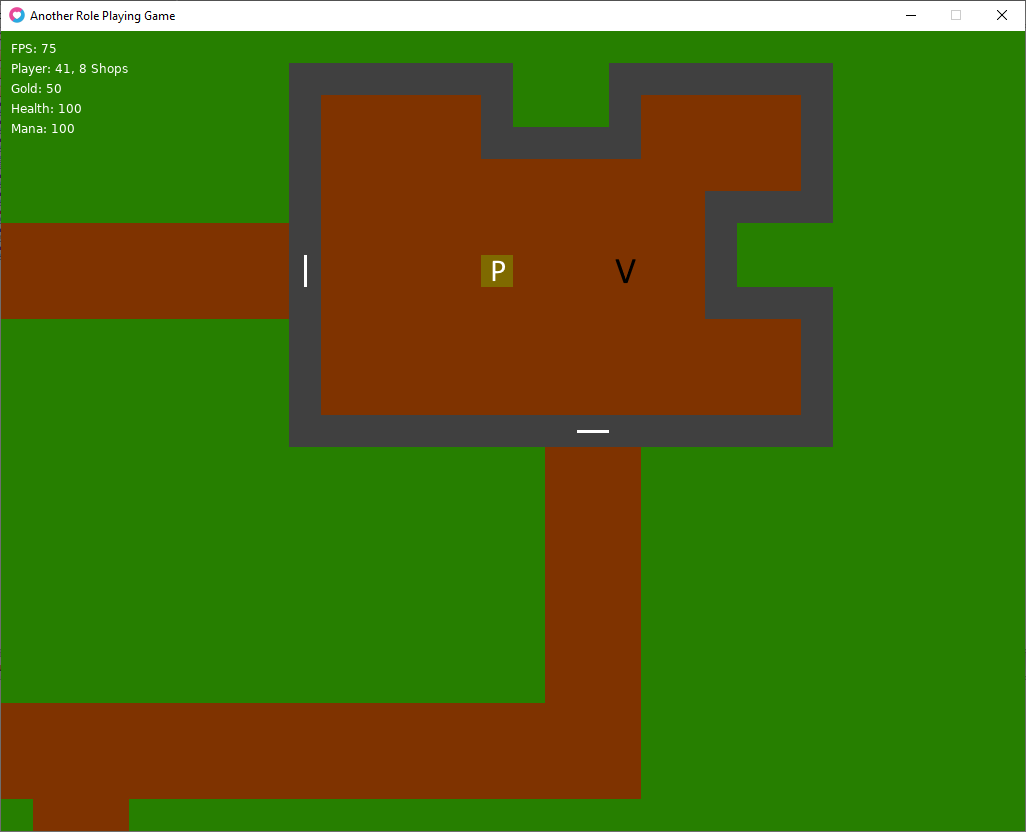 Another Role Playing Game
FPS: 75
Player: 41, 8 Shops
Gold: 50
Health: 100
Mana: 100
P V